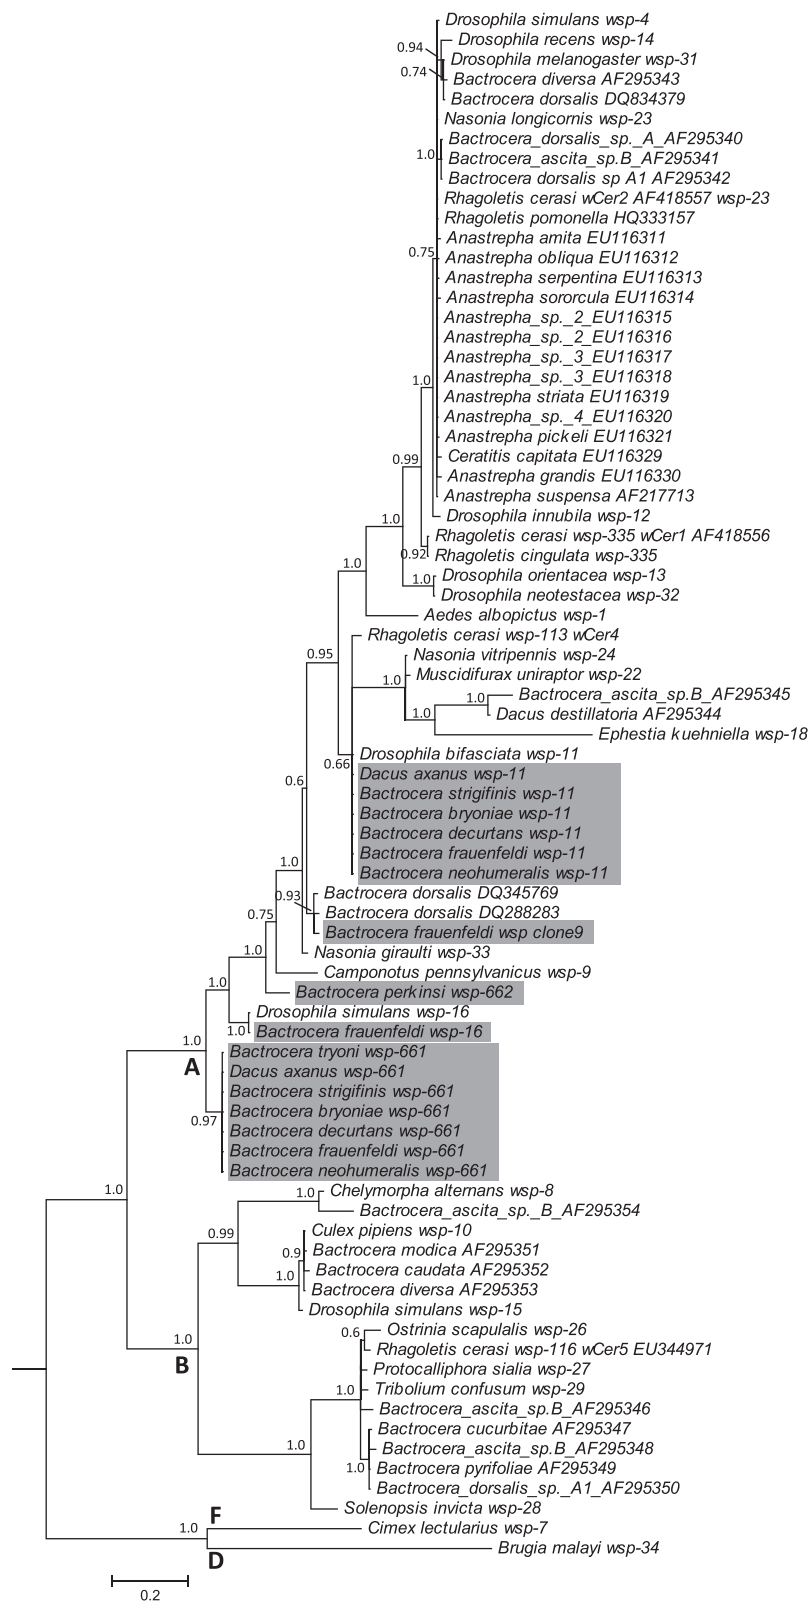 Drosophila simulans wsp-4
0.94
Drosophila recens wsp-14
Drosophila melanogaster wsp-31
0.74
Bactrocera diversa AF295343
Bactrocera dorsalis DQ834379
Nasonia longicornis wsp-23
Bactrocera_dorsalis_sp._A_AF295340
1.0
Bactrocera_ascita_sp.B_AF295341
Bactrocera dorsalis sp A1 AF295342
Rhagoletis cerasi wCer2 AF418557 wsp-23
Rhagoletis pomonella HQ333157
Anastrepha amita EU116311
0.75
Anastrepha obliqua EU116312
Anastrepha serpentina EU116313
Anastrepha sororcula EU116314
Anastrepha_sp._2_EU116315
Anastrepha_sp._2_EU116316
Anastrepha_sp._3_EU116317
1.0
Anastrepha_sp._3_EU116318
Anastrepha striata EU116319
Anastrepha_sp._4_EU116320
Anastrepha pickeli EU116321
0.99
Ceratitis capitata EU116329
Anastrepha grandis EU116330
Anastrepha suspensa AF217713
1.0
Drosophila innubila wsp-12
Rhagoletis cerasi wsp-335 wCer1 AF418556
0.92
Rhagoletis cingulata wsp-335
1.0
1.0
Drosophila orientacea wsp-13
Drosophila neotestacea wsp-32
Aedes albopictus wsp-1
Rhagoletis cerasi wsp-113 wCer4
0.95
Nasonia vitripennis wsp-24
1.0
Muscidifurax uniraptor wsp-22
1.0
Bactrocera_ascita_sp.B_AF295345
1.0
Dacus destillatoria AF295344
Ephestia kuehniella wsp-18
Drosophila bifasciata wsp-11
0.66
Dacus axanus wsp-11
0.6
Bactrocera strigifinis wsp-11
Bactrocera bryoniae wsp-11
Bactrocera decurtans wsp-11
1.0
Bactrocera frauenfeldi wsp-11
Bactrocera neohumeralis wsp-11
0.93
Bactrocera dorsalis DQ345769
0.75
Bactrocera dorsalis DQ288283
Bactrocera frauenfeldi wsp clone9
1.0
Nasonia giraulti wsp-33
Camponotus pennsylvanicus wsp-9
1.0
Bactrocera perkinsi wsp-662
Drosophila simulans wsp-16
1.0
Bactrocera frauenfeldi wsp-16
1.0
Bactrocera tryoni wsp-661
A
Dacus axanus wsp-661
Bactrocera strigifinis wsp-661
0.97
Bactrocera bryoniae wsp-661
Bactrocera decurtans wsp-661
Bactrocera frauenfeldi wsp-661
Bactrocera neohumeralis wsp-661
1.0
1.0
Chelymorpha alternans wsp-8
Bactrocera_ascita_sp._B_AF295354
0.99
Culex pipiens wsp-10
0.9
Bactrocera modica AF295351
1.0
Bactrocera caudata AF295352
Bactrocera diversa AF295353
Drosophila simulans wsp-15
0.6
Ostrinia scapulalis wsp-26
1.0
Rhagoletis cerasi wsp-116 wCer5 EU344971
B
Protocalliphora sialia wsp-27
1.0
Tribolium confusum wsp-29
Bactrocera_ascita_sp.B_AF295346
Bactrocera cucurbitae AF295347
1.0
Bactrocera_ascita_sp.B_AF295348
1.0
Bactrocera pyrifoliae AF295349
Bactrocera_dorsalis_sp._A1_AF295350
Solenopsis invicta wsp-28
F
1.0
Cimex lectularius wsp-7
D
Brugia malayi wsp-34
0.2